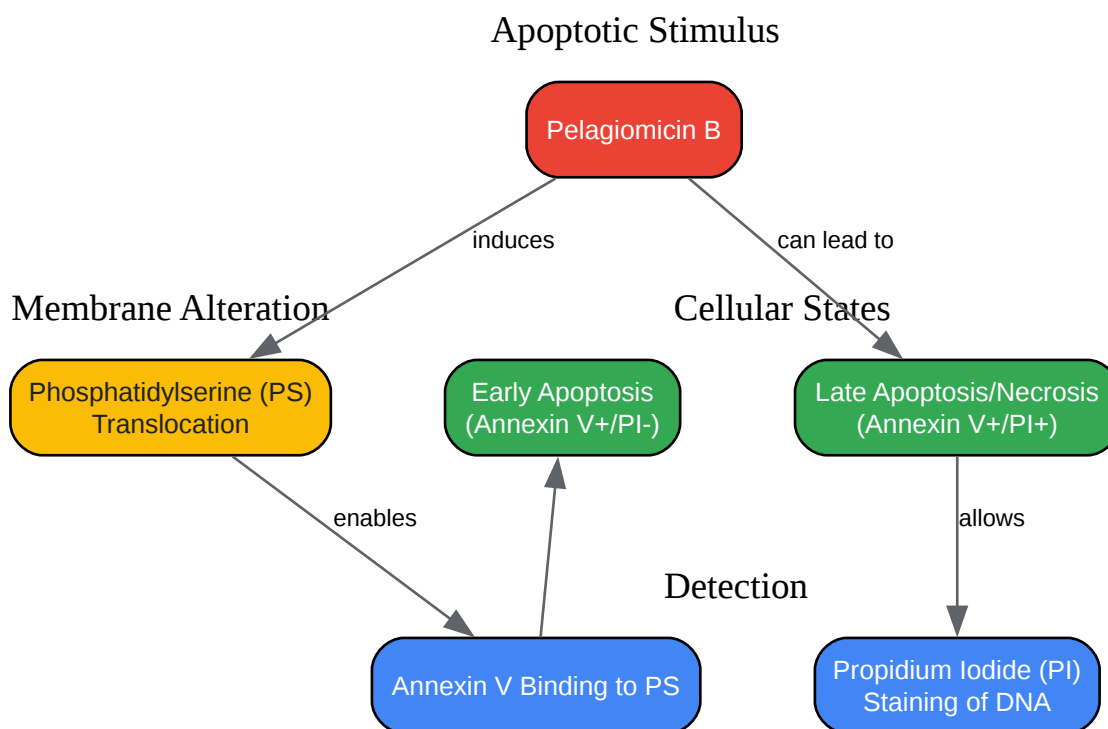 Apoptotic Stimulus
Pelagiomicin B
induces
can lead to
Membrane Alteration
Cellular States
Phosphatidylserine (PS)
Translocation
Early Apoptosis
(Annexin V+/PI-)
Late Apoptosis/Necrosis
(Annexin V+/PI+)
enables
allows
Detection
Annexin V Binding to PS
Propidium Iodide (PI)
Staining of DNA